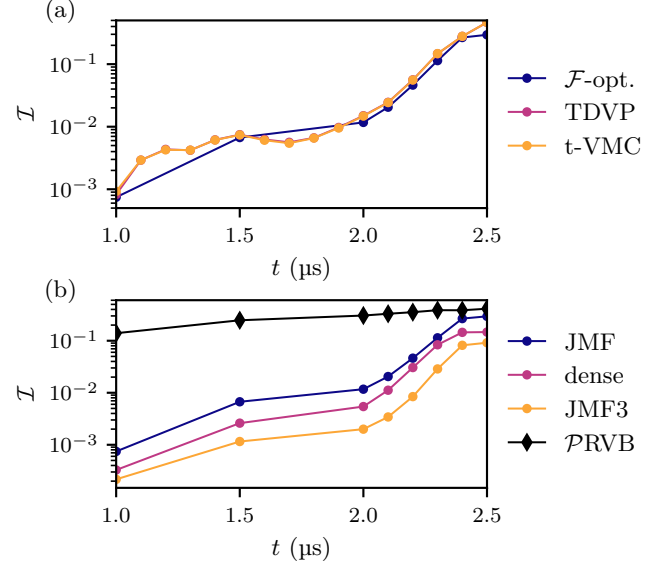 (a)
10⁻¹
10⁻²
10⁻³
ℐ
1.0 1.5 2.0 2.5
t (µs)
ℱ-opt.
TDVP
t-VMC
(b)
10⁻¹
10⁻²
10⁻³
ℐ
1.0 1.5 2.0 2.5
t (µs)
JMF
dense
JMF3
𝒫RVB